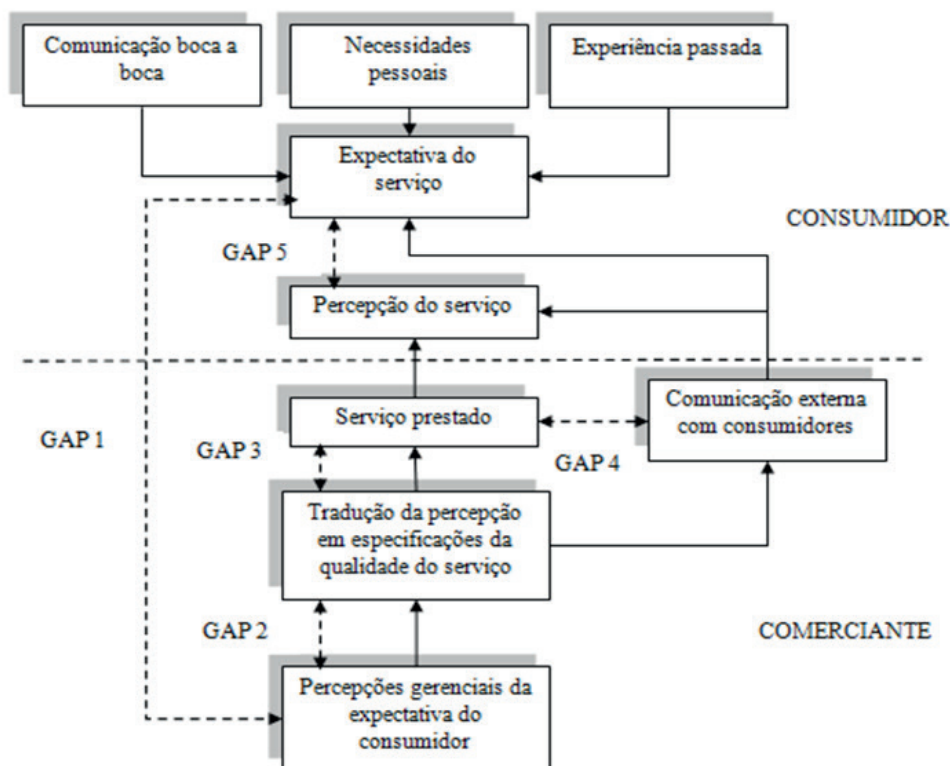 Comunicação boca a
boca
Necessidades
pessoais
Experiência passada
Expectativa do
serviço
CONSUMIDOR
GAP 5
Percepção do serviço
Serviço prestado
Comunicação externa
com consumidores
GAP 1
GAP 3
GAP 4
Tradução da percepção
em especificações da
qualidade do serviço
GAP 2
COMERCIANTE
Percepções gerenciais da
expectativa do
consumidor